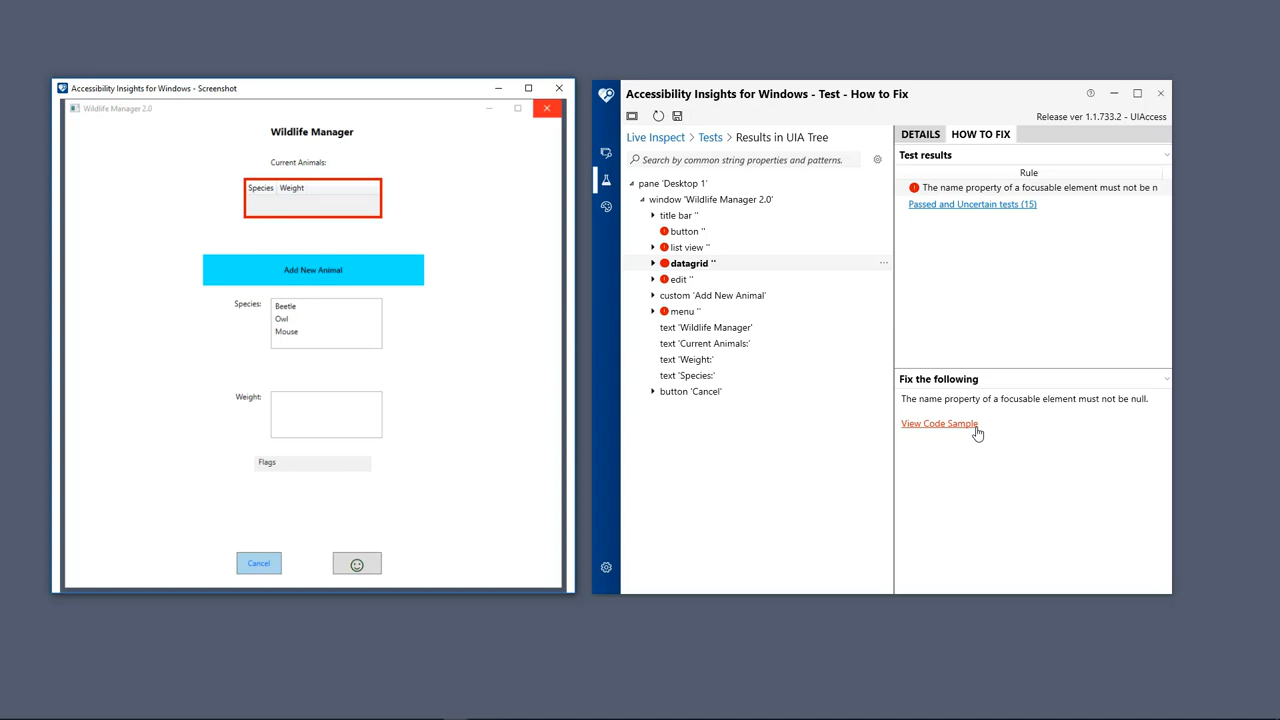 Accessibility Insights for Windows - Screenshot
Wildlife Manager 2.0
Wildlife Manager
Current Animals:
Species Weight
Add New Animal
Species:
Beetle
Owl
Mouse
Weight:
Flags
Cancel
Accessibility Insights for Windows - Test - How to Fix
Release ver 1.1.733.2 - UIAccess
Live Inspect > Tests > Results in UIA Tree
Search by common string properties and patterns.
pane 'Desktop 1'
window 'Wildlife Manager 2.0'
title bar ''
button ''
list view ''
datagrid ''
edit ''
custom 'Add New Animal'
menu ''
text 'Wildlife Manager'
text 'Current Animals:'
text 'Weight:'
text 'Species:'
button 'Cancel'
DETAILS HOW TO FIX
Test results
Rule
The name property of a focusable element must not be n
Passed and Uncertain tests (15)
Fix the following
The name property of a focusable element must not be null.
View Code Sample